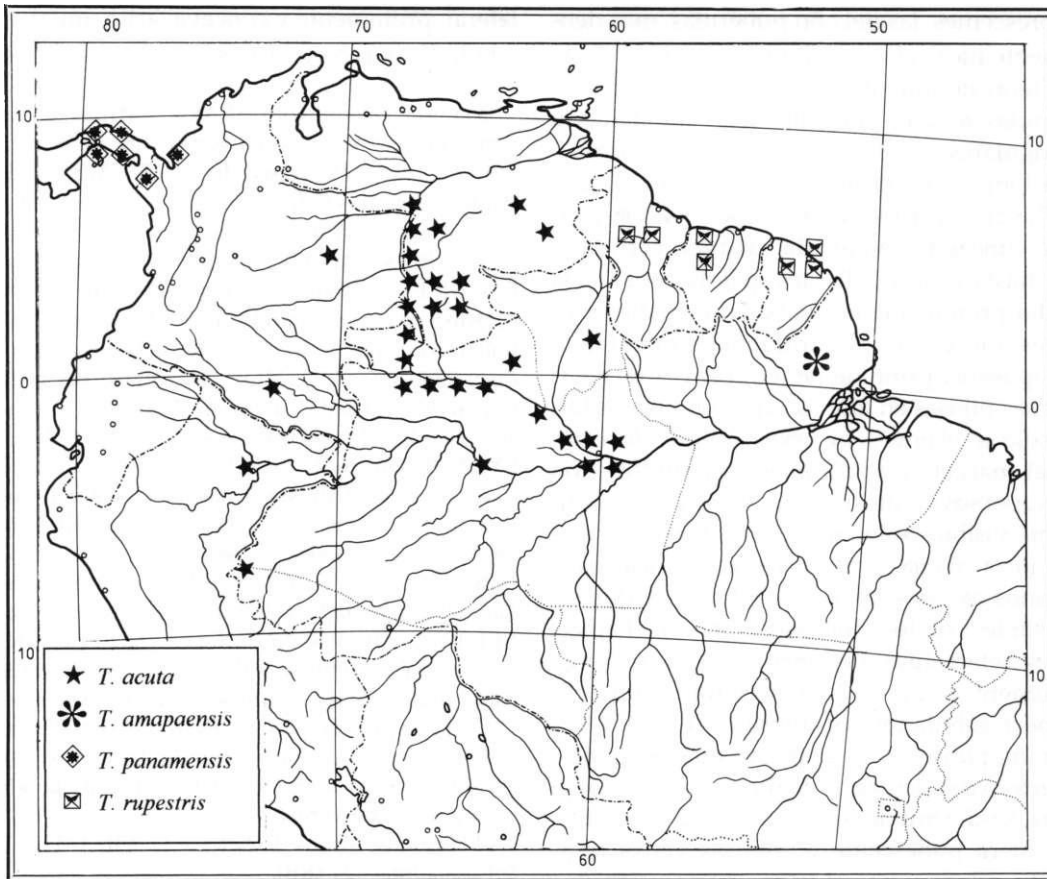 80 70 60 50
10 10
0 0
10 10
T. acuta
T. amapaensis
T. panamensis
T. rupestris
60